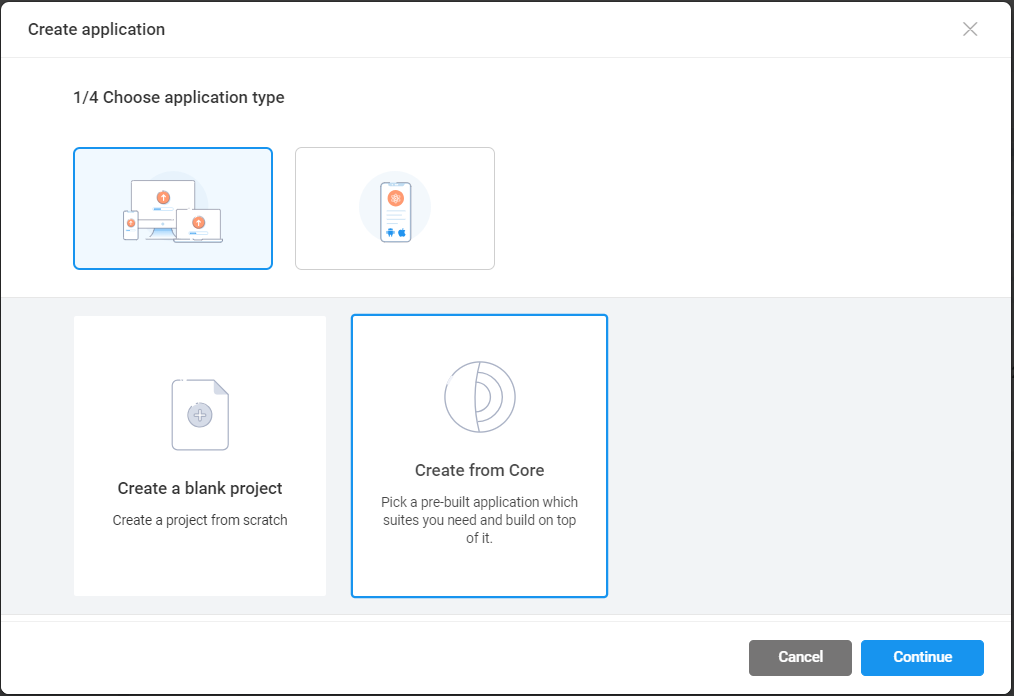 Create application
1/4 Choose application type
Create a blank project
Create a project from scratch
Create from Core
Pick a pre-built application which
suites you need and build on top
of it.
Cancel
Continue